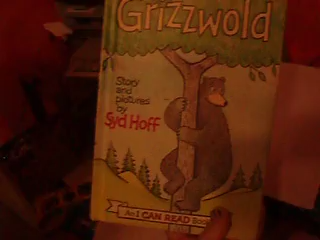 Grizzwold
Story
and
pictures
by
Syd Hoff
An I CAN READ Book